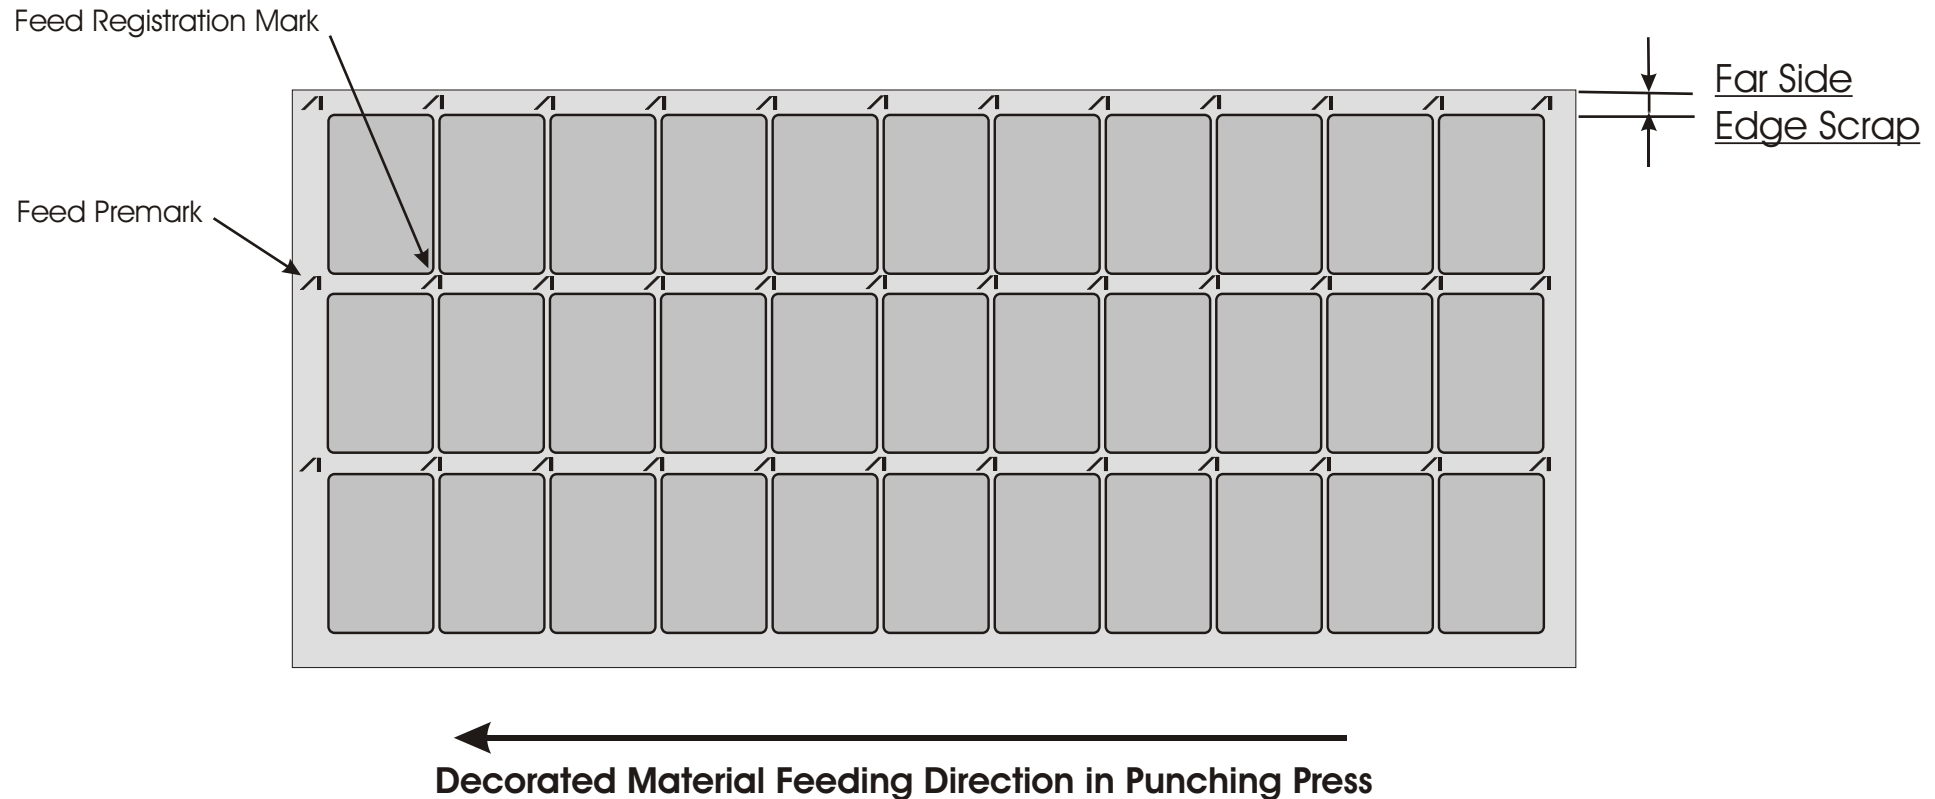 Feed Registration Mark
Far Side
Edge Scrap
Feed Premark
Decorated Material Feeding Direction in Punching Press